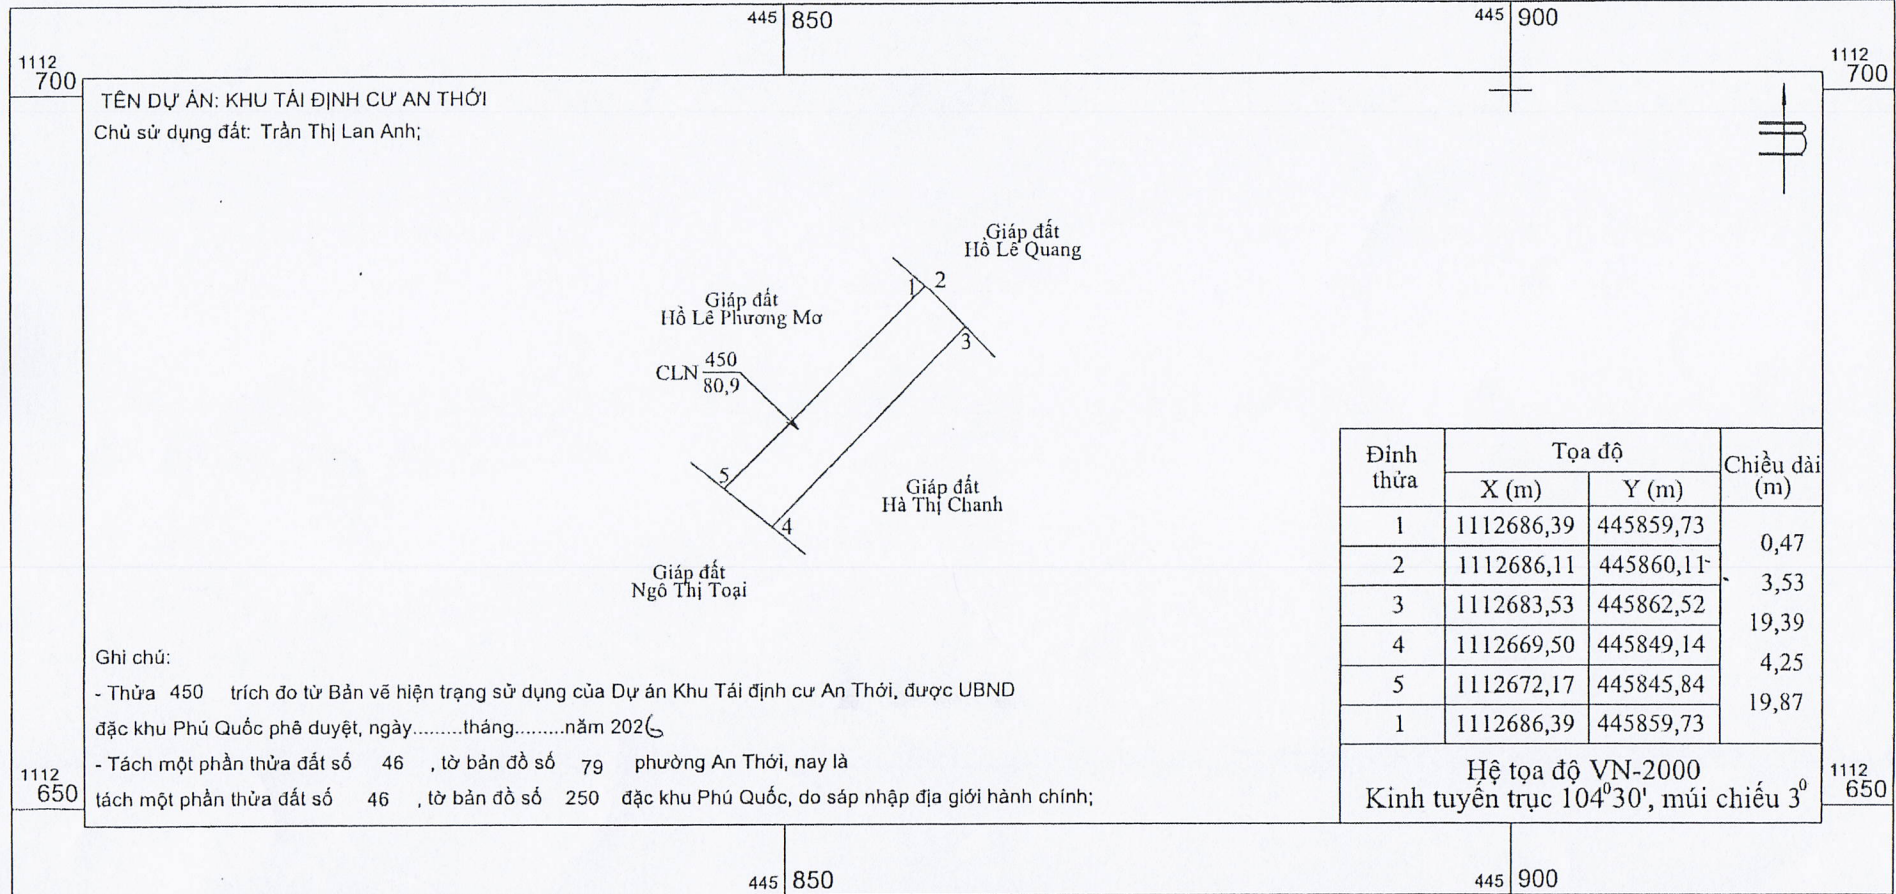 445 850
445 900
1112
700
1112
700
TÊN DỰ ÁN: KHU TÁI ĐỊNH CƯ AN THỚI
Chủ sử dụng đất: Trần Thị Lan Anh;
Giáp đất
Hồ Lê Quang
1 2
Giáp đất
Hồ Lê Phương Mơ
3
CLN 450
80,9
5
4
Giáp đất
Hà Thị Chanh
Giáp đất
Ngô Thị Toại
Đỉnh thửa Tọa độ Chiều dài (m)
X (m) Y (m)
1 1112686,39 445859,73
0,47
2 1112686,11 445860,11
3,53
3 1112683,53 445862,52
19,39
4 1112669,50 445849,14
4,25
5 1112672,17 445845,84
19,87
1 1112686,39 445859,73
Hệ tọa độ VN-2000
Kinh tuyến trục 104⁰30', múi chiếu 3⁰
Ghi chú:
- Thửa 450 trích đo từ Bản vẽ hiện trạng sử dụng của Dự án Khu Tái định cư An Thới, được UBND
đặc khu Phú Quốc phê duyệt, ngày.........tháng.........năm 2026
- Tách một phần thửa đất số 46 , tờ bản đồ số 79 phường An Thới, nay là
tách một phần thửa đất số 46 , tờ bản đồ số 250 đặc khu Phú Quốc, do sáp nhập địa giới hành chính;
1112
650
1112
650
445 850
445 900